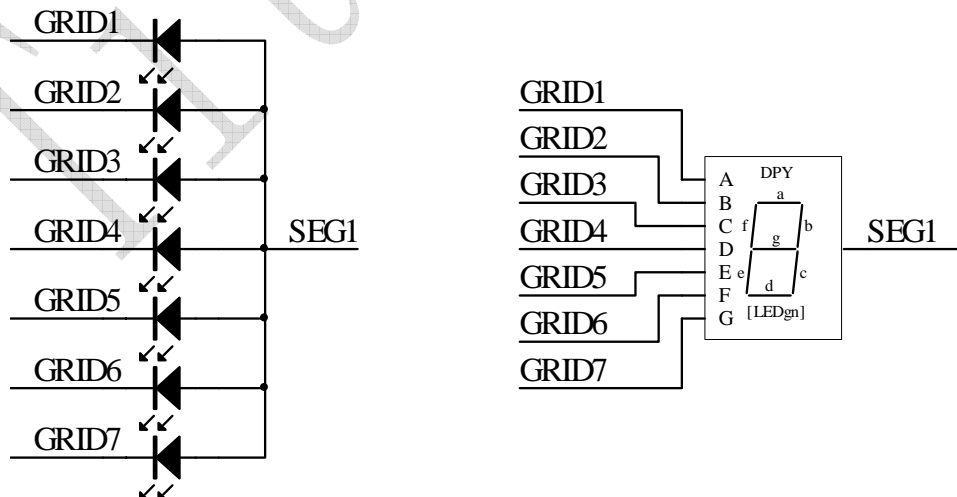 GRID1
GRID2
GRID3
GRID4
GRID5
GRID6
GRID7
SEG1
GRID1
GRID2
GRID3
GRID4
GRID5
GRID6
GRID7
DPY
A
B
C
D
E
F
G
a
f
b
g
e
c
d
[LEDgn]
SEG1